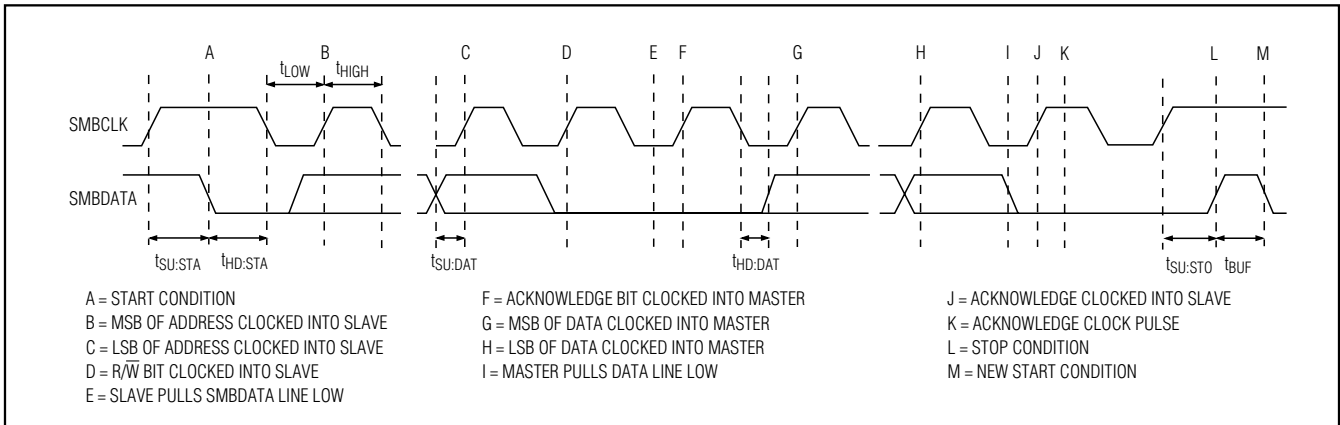 A B C D E F G H I J K L M
tLOW tHIGH
SMBCLK
SMBDATA
tSU:STA tHD:STA tSU:DAT tHD:DAT tSU:STO tBUF
A = START CONDITION
B = MSB OF ADDRESS CLOCKED INTO SLAVE
C = LSB OF ADDRESS CLOCKED INTO SLAVE
D = R/W̅ BIT CLOCKED INTO SLAVE
E = SLAVE PULLS SMBDATA LINE LOW
F = ACKNOWLEDGE BIT CLOCKED INTO MASTER
G = MSB OF DATA CLOCKED INTO MASTER
H = LSB OF DATA CLOCKED INTO MASTER
I = MASTER PULLS DATA LINE LOW
J = ACKNOWLEDGE CLOCKED INTO SLAVE
K = ACKNOWLEDGE CLOCK PULSE
L = STOP CONDITION
M = NEW START CONDITION